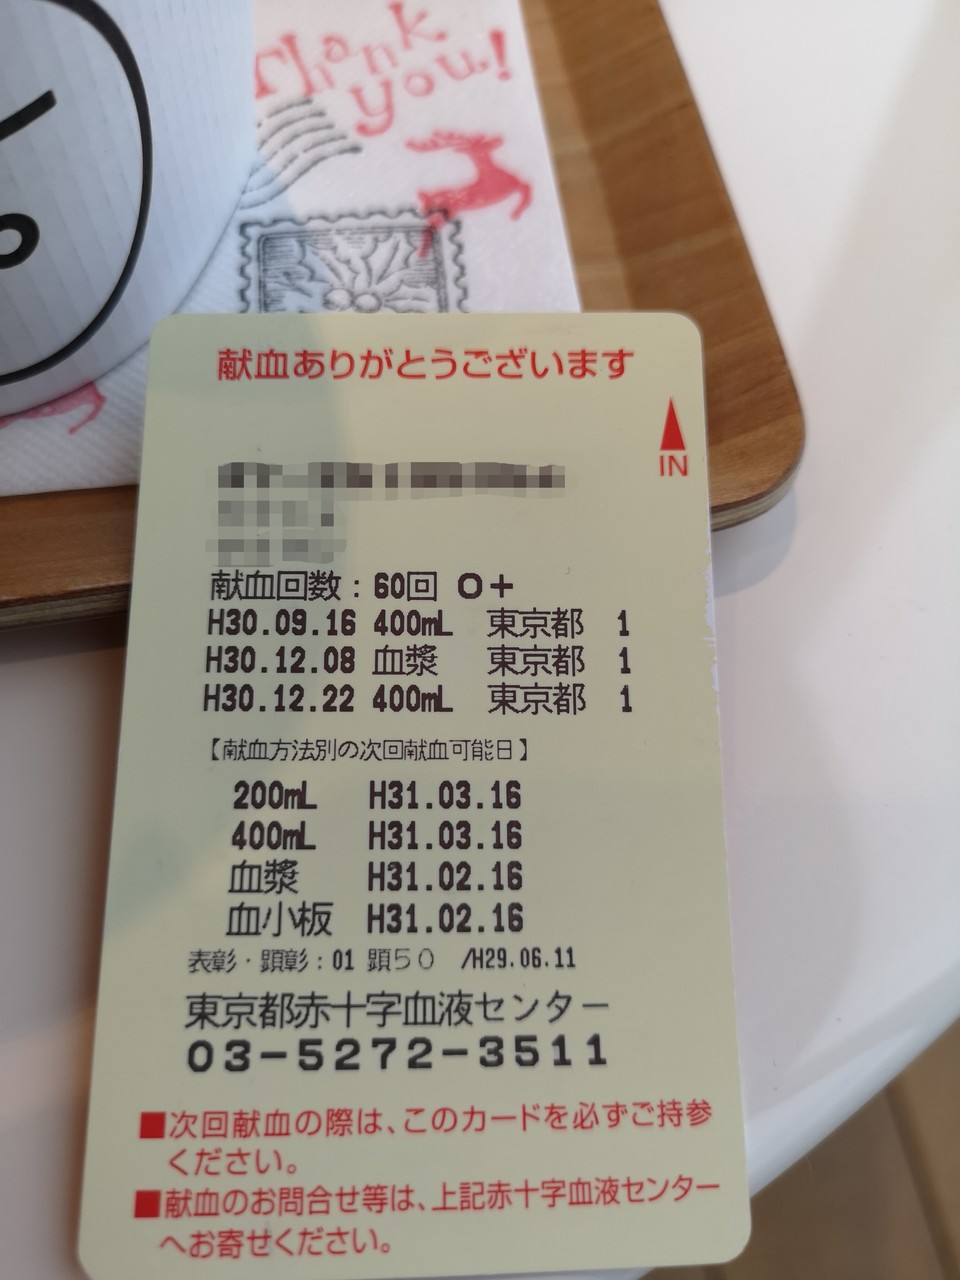 Thank
you!
献血ありがとうございます
IN
献血回数：60回 O+
H30.09.16 400mL 東京都 1
H30.12.08 血漿 東京都 1
H30.12.22 400mL 東京都 1
【献血方法別の次回献血可能日】
200mL H31.03.16
400mL H31.03.16
血漿 H31.02.16
血小板 H31.02.16
表彰・顕彰：01 顕50 /H29.06.11
東京都赤十字血液センター
03-5272-3511
■次回献血の際は、このカードを必ずご持参
ください。
■献血のお問合せ等は、上記赤十字血液センター
へお寄せください。